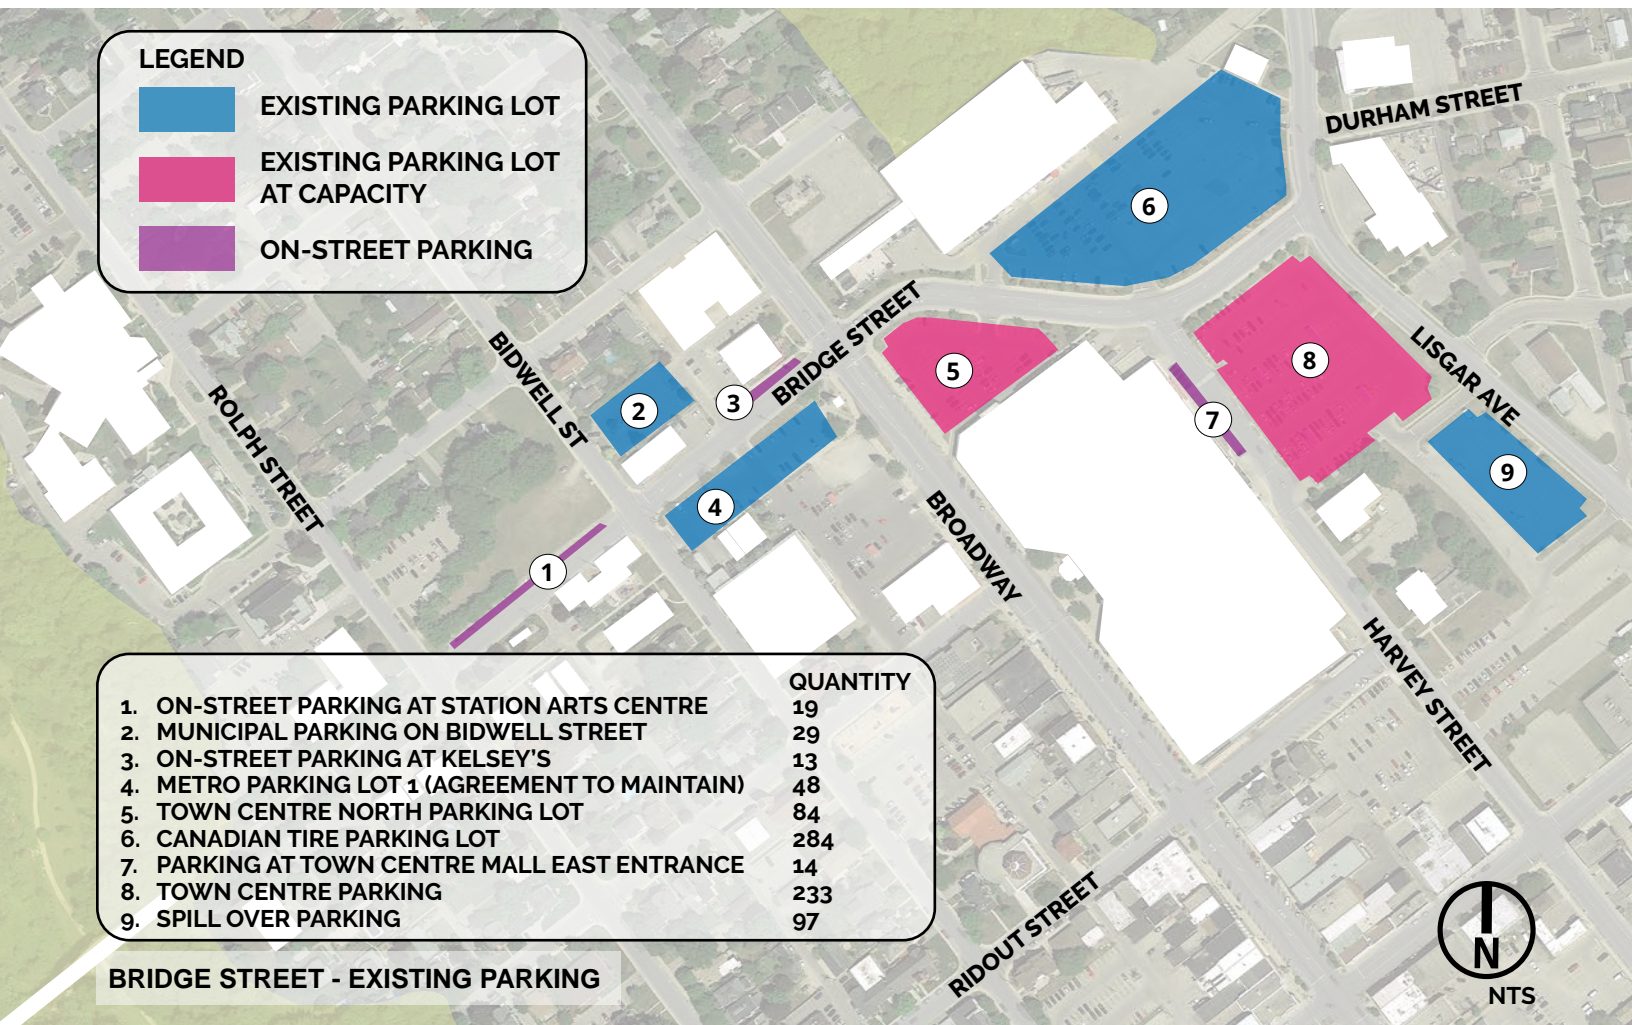 LEGEND
EXISTING PARKING LOT
EXISTING PARKING LOT
AT CAPACITY
ON-STREET PARKING
DURHAM STREET
6
BRIDGE STREET
BIDWELL ST
5
8
LISGAR AVE
2
3
7
ROLPH STREET
9
4
BROADWAY
1
HARVEY STREET
QUANTITY
1. ON-STREET PARKING AT STATION ARTS CENTRE 19
2. MUNICIPAL PARKING ON BIDWELL STREET 29
3. ON-STREET PARKING AT KELSEY'S 13
4. METRO PARKING LOT 1 (AGREEMENT TO MAINTAIN) 48
5. TOWN CENTRE NORTH PARKING LOT 84
6. CANADIAN TIRE PARKING LOT 284
7. PARKING AT TOWN CENTRE MALL EAST ENTRANCE 14
8. TOWN CENTRE PARKING 233
9. SPILL OVER PARKING 97
RIDOUT STREET
BRIDGE STREET - EXISTING PARKING
N
NTS